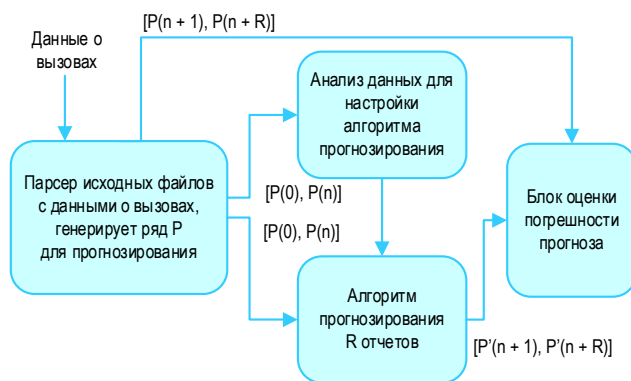 [P(n + 1), P(n + R)]
Данные о
вызовах
Анализ данных для
настройки
алгоритма
прогнозирования
Парсер исходных файлов
с данными о вызовах,
генерирует ряд P
для прогнозирования
[P(0), P(n)]
[P(0), P(n)]
Блок оценки
погрешности
прогноза
Алгоритм
прогнозирования
R отчетов
[P'(n + 1), P'(n + R)]